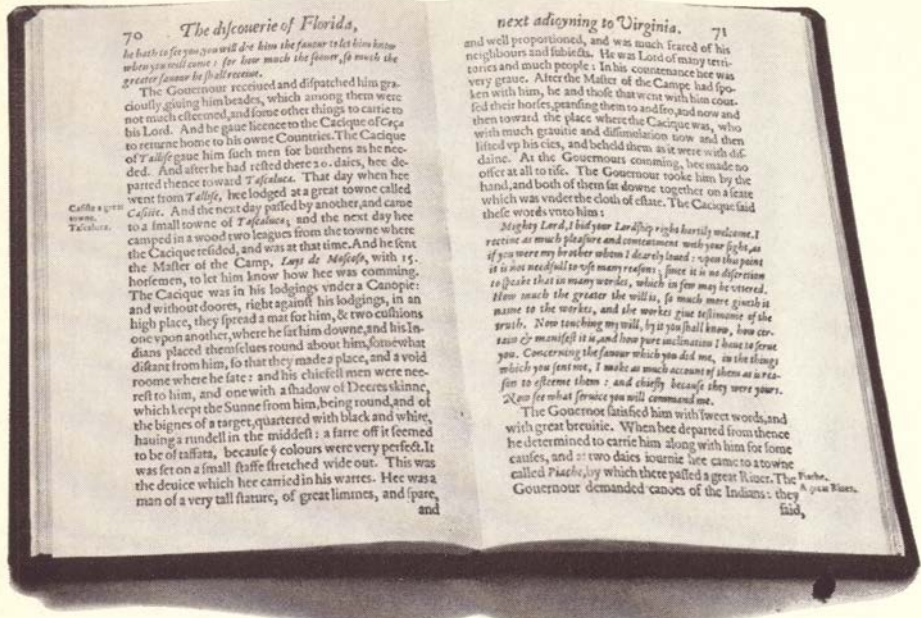 70 The discouerie of Florida,
he hath to see you, you will doe him the fauour to let him know
when you will come : for how much the sooner, so much the
greater fauour he shall receiue.
The Gouernour receiued and dispatched him gra-
ciously, giuing him beades, which among them were
not much esteemed, and some other things to carrie to
his Lord. And he gaue licence to the Cacique of Coça
to returne home to his owne Countries. The Cacique
of Tallise gaue him such men for burthens as he nee-
ded. And after he had rested there 20. daies, hee de-
parted thence toward Tascaluca. That day when hee
went from Tallise, hee lodged at a great towne called
Casiste a great
towne.
Tascaluca.
Casiste. And the next day passed by another, and came
to a small towne of Tascaluca; and the next day hee
camped in a wood two leagues from the towne where
the Cacique resided, and was at that time. And he sent
the Master of the Camp, Luys de Moscoso, with 15.
horsemen, to let him know how hee was comming.
The Cacique was in his lodgings vnder a Canopie:
and without doores, right against his lodgings, in an
high place, they spread a mat for him, & two cushions
one vpon another, where he sat him downe, and his In-
dians placed themselues round about him, somewhat
distant from him, so that they made a place, and a void
roome where he sate : and his chiefest men were nee-
rest to him, and one with a shadow of Deeres skinne,
which keept the Sunne from him, being round, and of
the bignes of a target, quartered with black and white,
hauing a rundell in the middest : a farre off it seemed
to be of taffata, because yͤ colours were very perfect. It
was set on a small staffe stretched wide out. This was
the deuice which hee carried in his warres. Hee was a
man of a very tall stature, of great limmes, and spare,
and
next adioyning to Virginia. 71
and well proportioned, and was much feared of his
neighbours and subiects. He was Lord of many terri-
tories and much people : In his countenance hee was
very graue. After the Master of the Campe had spo-
ken with him, he and those that went with him cour-
sed their horses, pransing them to and fro, and now and
then toward the place where the Cacique was, who
with much grauitie and dissimulation now and then
lifted vp his eies, and beheld them as it were with dis-
daine. At the Gouernours comming, hee made no
offer at all to rise. The Gouernour tooke him by the
hand, and both of them sat downe together on a seate
which was vnder the cloth of estate. The Cacique said
these words vnto him :
Mighty Lord, I bid your Lordship right hartily welcome. I
receiue as much pleasure and contentment with your sight, as
if you were my brother whom I dearely loued : vpon this point
it is not needfull to vse many reasons ; since it is no discretion
to speake that in many wordes, which in few may be vttered.
How much the greater the will is, so much more giueth it
name to the workes, and the workes giue testimonie of the
truth. Now touching my will, by it you shall know, how cer-
tain & manifest it is, and how pure inclination I haue to serue
you. Concerning the fauour which you did me, in the things
which you sent me, I make as much account of them as is rea-
son to esteeme them : and chiefly because they were yours.
Now see what seruice you will command me.
The Gouernor satisfied him with sweet words, and
with great breuitie. When hee departed from thence
he determined to carrie him along with him for some
causes, and at two daies iournie hee came to a towne
called Piache, by which there passed a great Riuer. The
Piache.
A great Riuer.
Gouernour demanded canoes of the Indians : they
said,